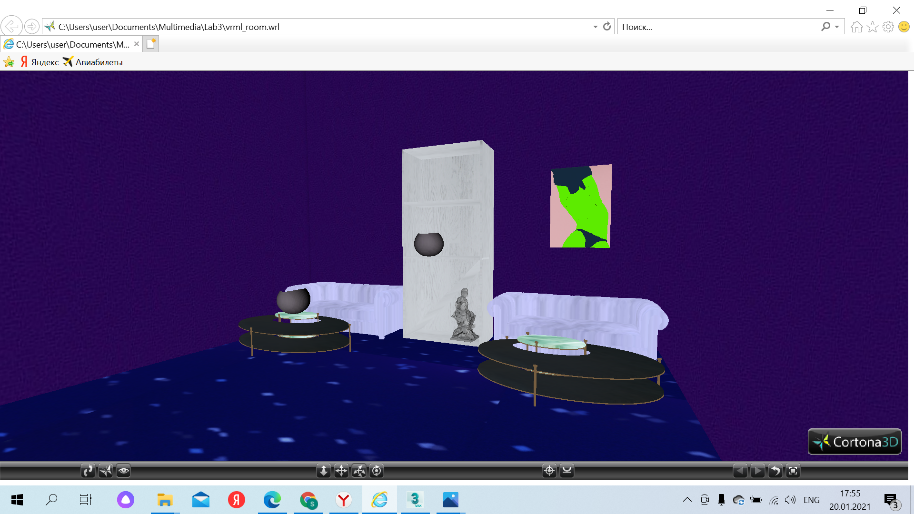 C:\Users\user\Documents\Multimedia\Lab3\vrml_room.wrl
Поиск...
C:\Users\user\Documents\M...
Яндекс
Авиабилеты
Cortona3D
ENG
17:55
20.01.2021
3